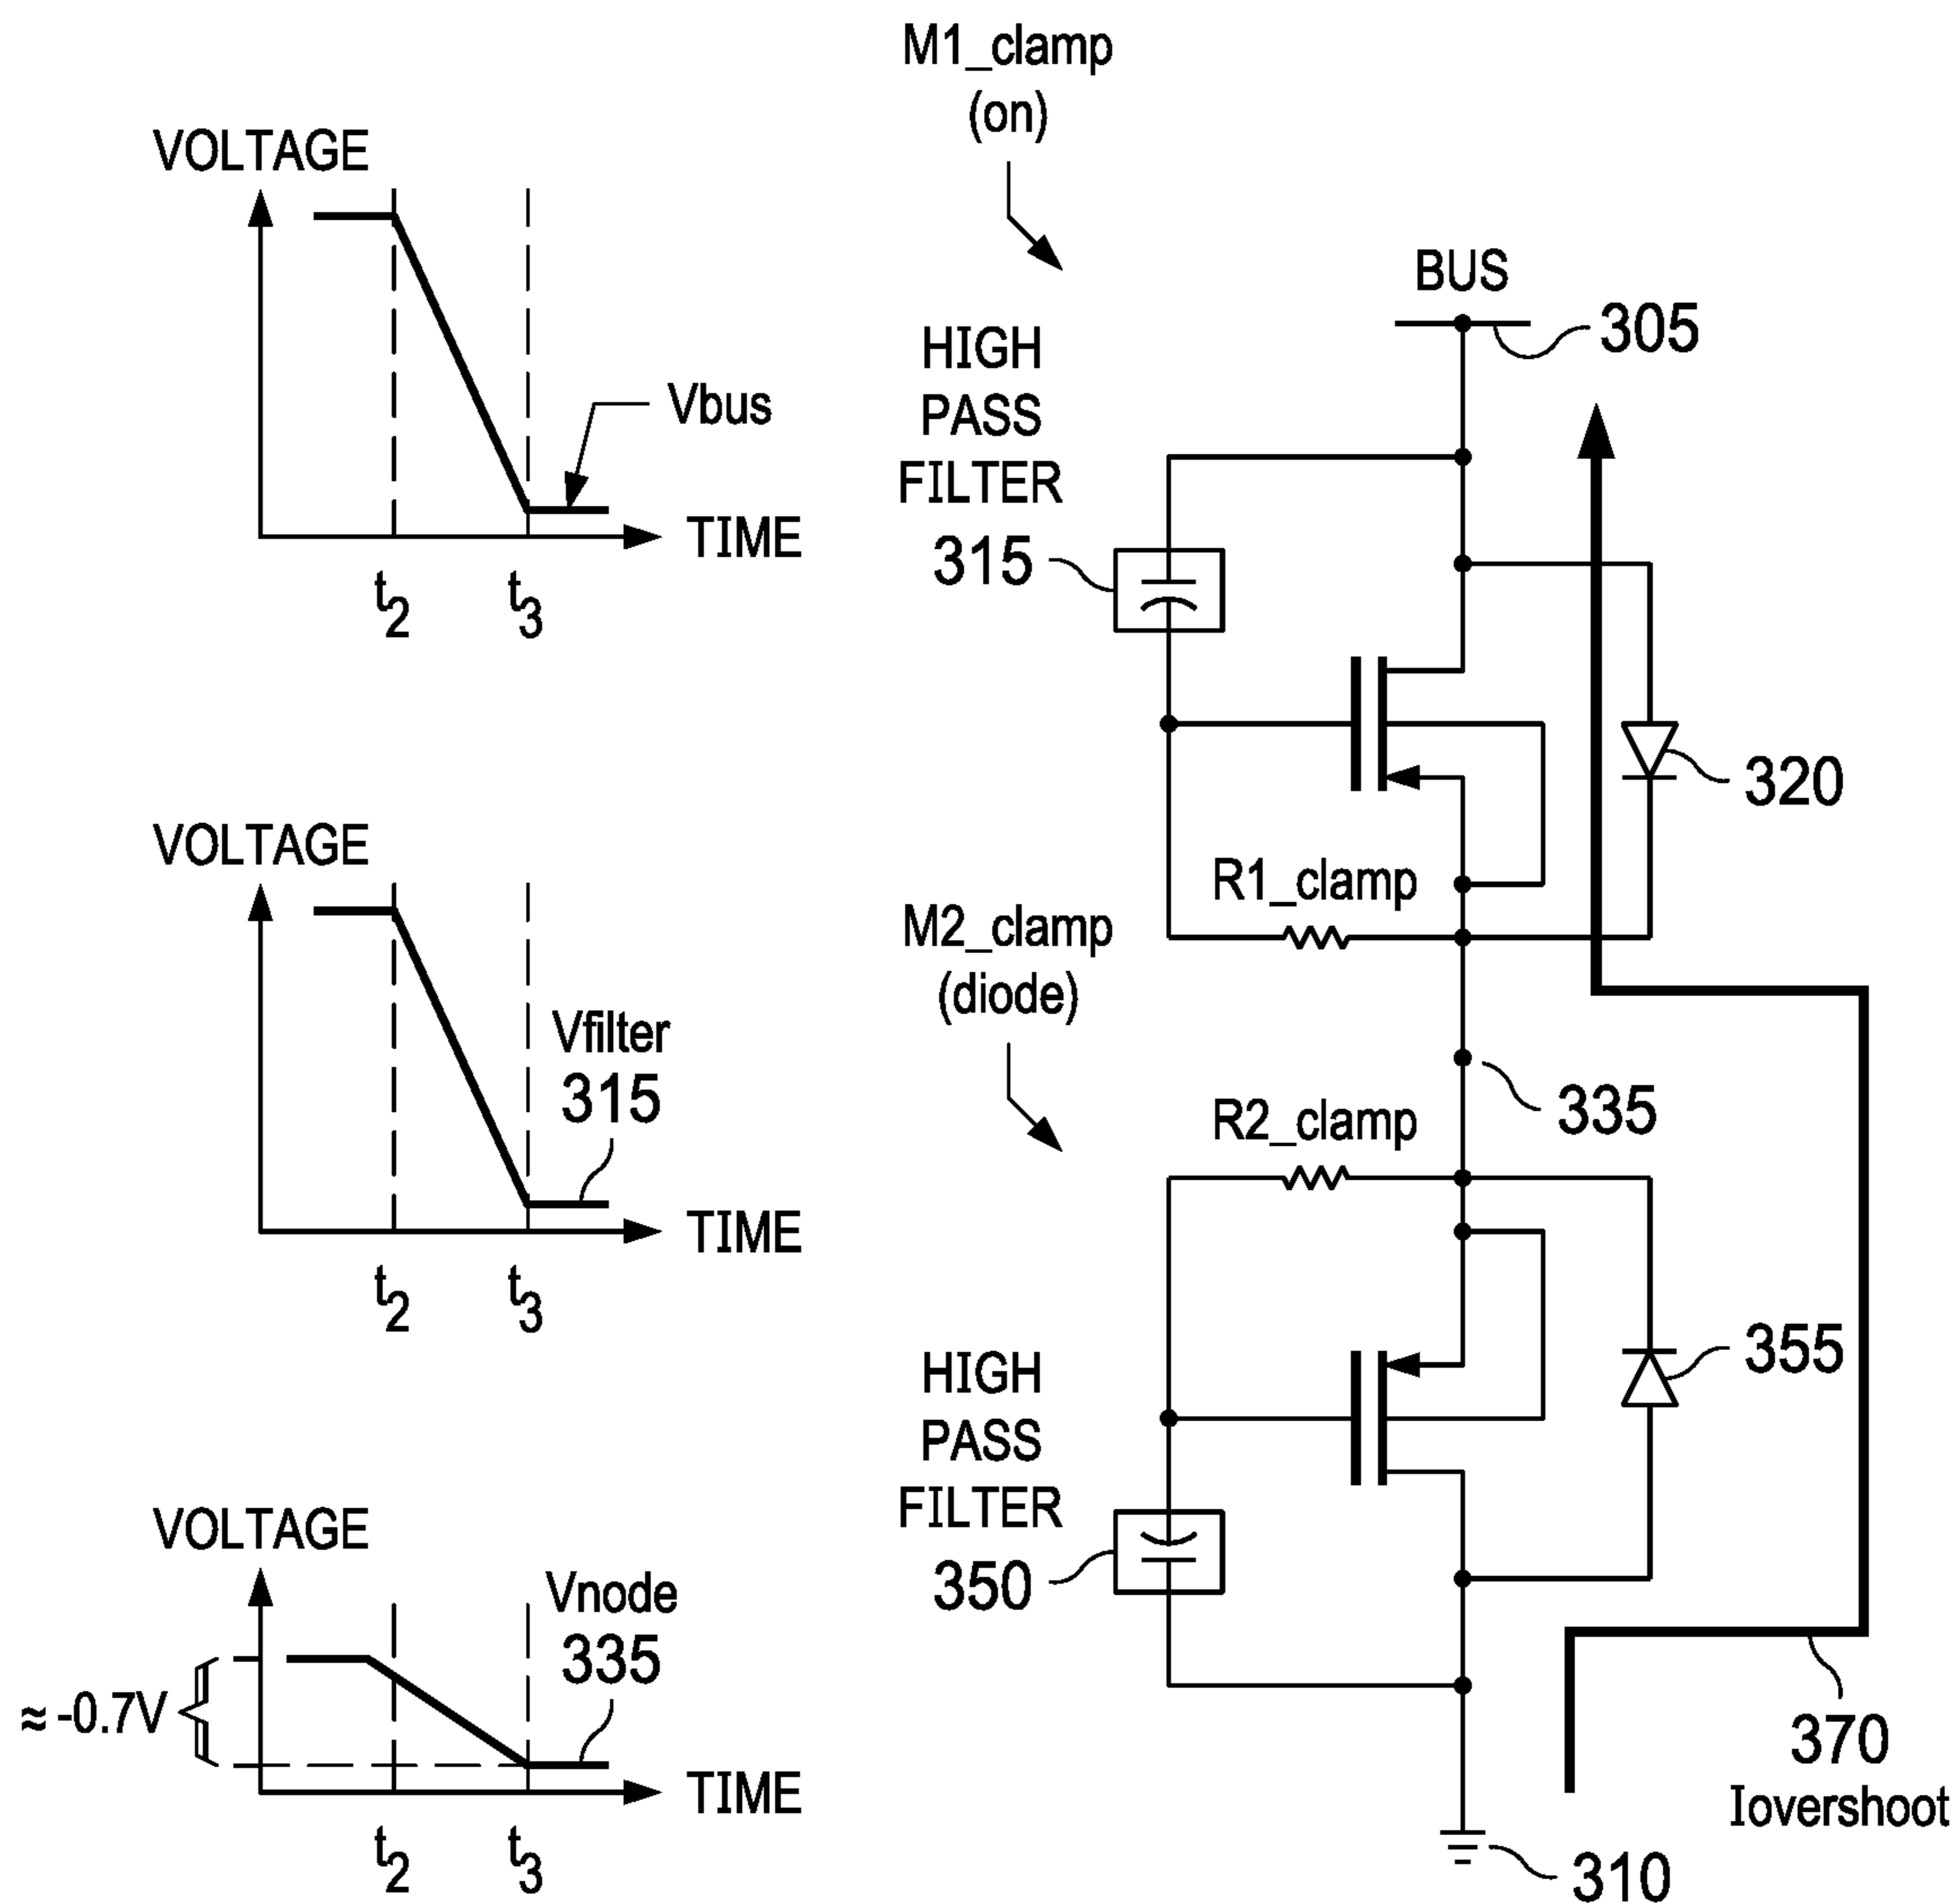 M1_clamp
(on)
VOLTAGE
BUS
305
HIGH
PASS
FILTER
315
Vbus
TIME
t2
t3
320
R1_clamp
VOLTAGE
M2_clamp
(diode)
Vfilter
315
335
R2_clamp
TIME
t2
t3
HIGH
PASS
FILTER
350
355
VOLTAGE
Vnode
335
≈ -0.7V
TIME
t2
t3
370
Iovershoot
310